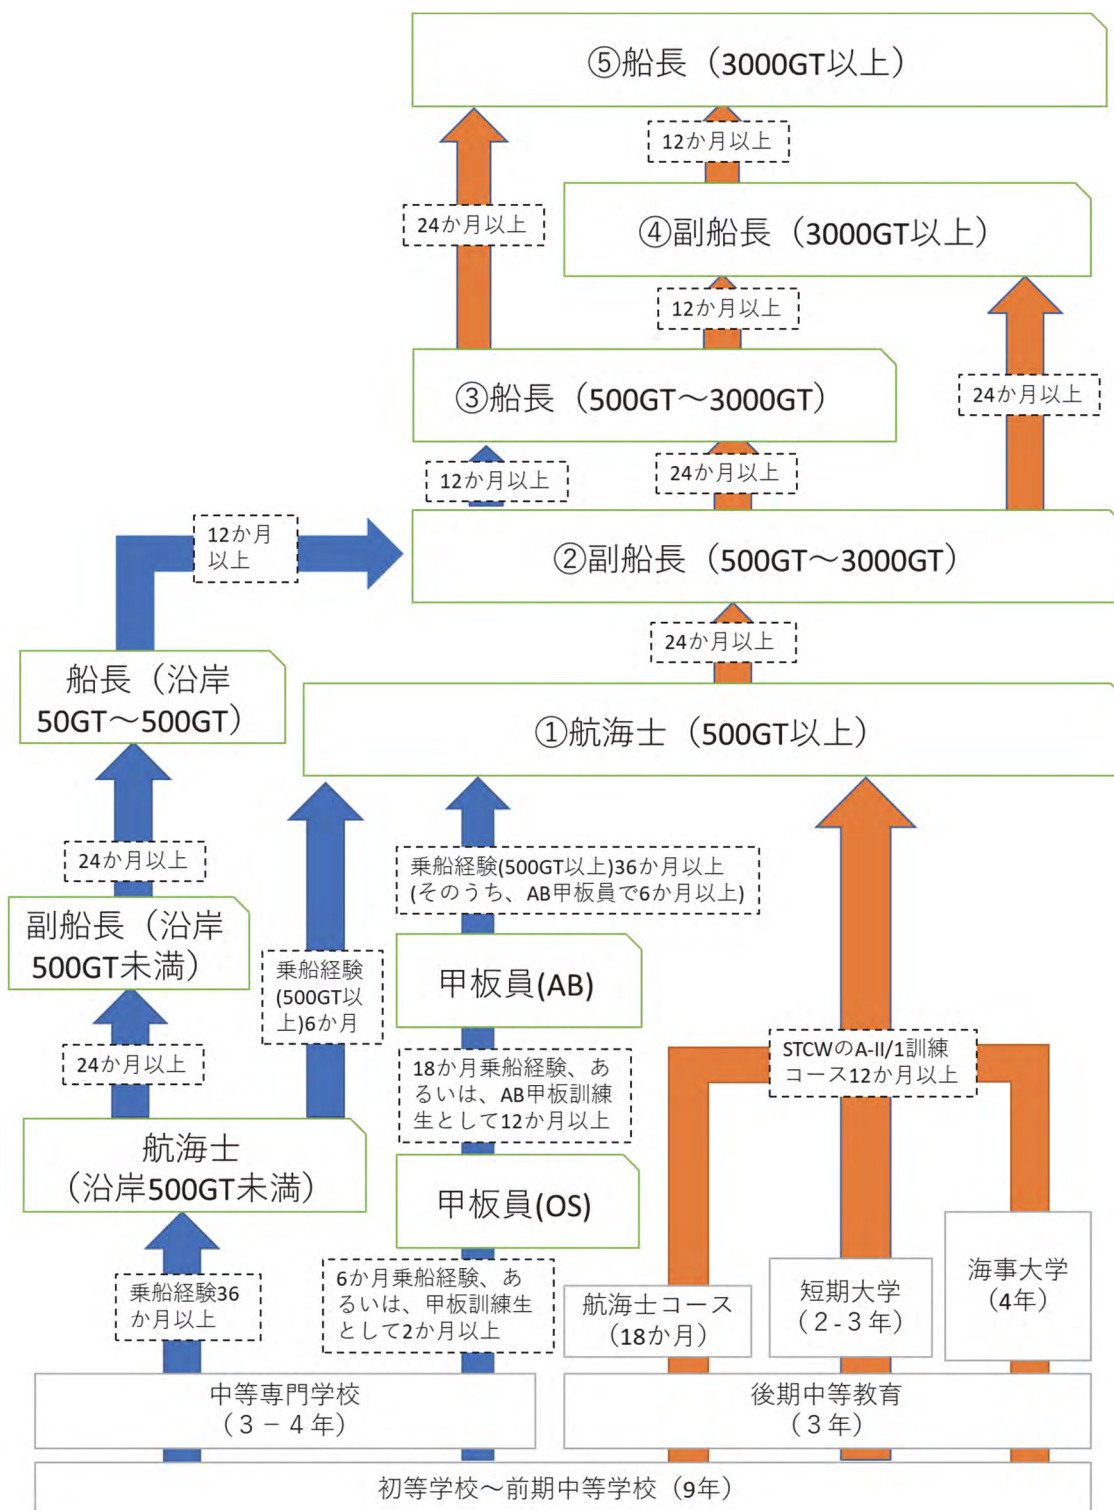 ⑤船長（3000GT以上）
12か月以上
24か月以上
④副船長（3000GT以上）
12か月以上
24か月以上
③船長（500GT～3000GT）
12か月以上
24か月以上
12か月
以上
②副船長（500GT～3000GT）
24か月以上
船長（沿岸
50GT～500GT）
①航海士（500GT以上）
24か月以上
乗船経験(500GT以上)36か月以上
(そのうち、AB甲板員で6か月以上)
副船長（沿岸
500GT未満）
乗船経験
(500GT以
上)6か月
甲板員(AB)
24か月以上
18か月乗船経験、あ
るいは、AB甲板訓練
生として12か月以上
STCWのA-II/1訓練
コース12か月以上
航海士
（沿岸500GT未満）
甲板員(OS)
乗船経験36
か月以上
6か月乗船経験、あ
るいは、甲板訓練生
として2か月以上
航海士コース
（18か月）
短期大学
（２-３年）
海事大学
（4年）
中等専門学校
（３－４年）
後期中等教育
（３年）
初等学校～前期中等学校（9年）